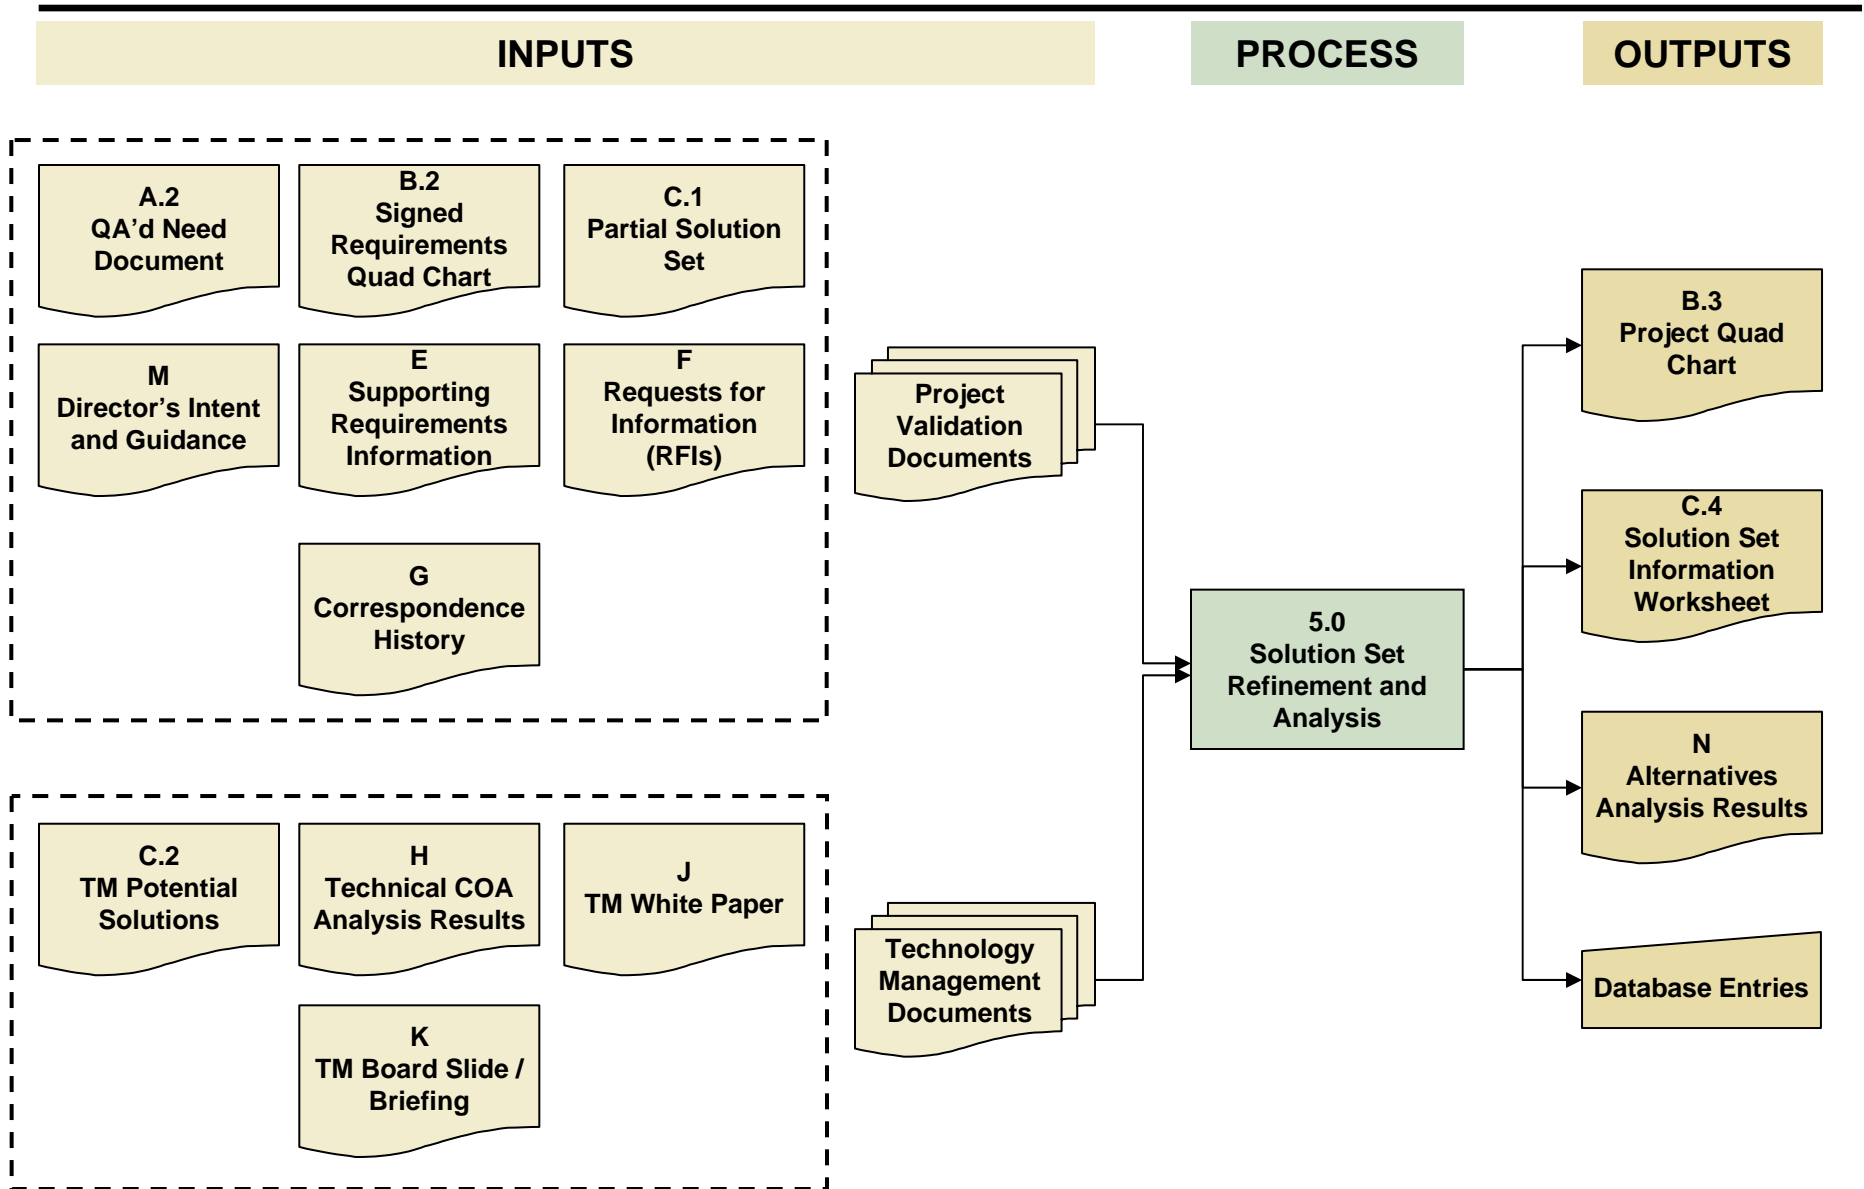 INPUTS
PROCESS
OUTPUTS
A.2
QA’d Need
Document
B.2
Signed
Requirements
Quad Chart
C.1
Partial Solution
Set
M
Director’s Intent
and Guidance
E
Supporting
Requirements
Information
F
Requests for
Information
(RFIs)
G
Correspondence
History
Project
Validation
Documents
C.2
TM Potential
Solutions
H
Technical COA
Analysis Results
J
TM White Paper
K
TM Board Slide /
Briefing
Technology
Management
Documents
5.0
Solution Set
Refinement and
Analysis
B.3
Project Quad
Chart
C.4
Solution Set
Information
Worksheet
N
Alternatives
Analysis Results
Database Entries